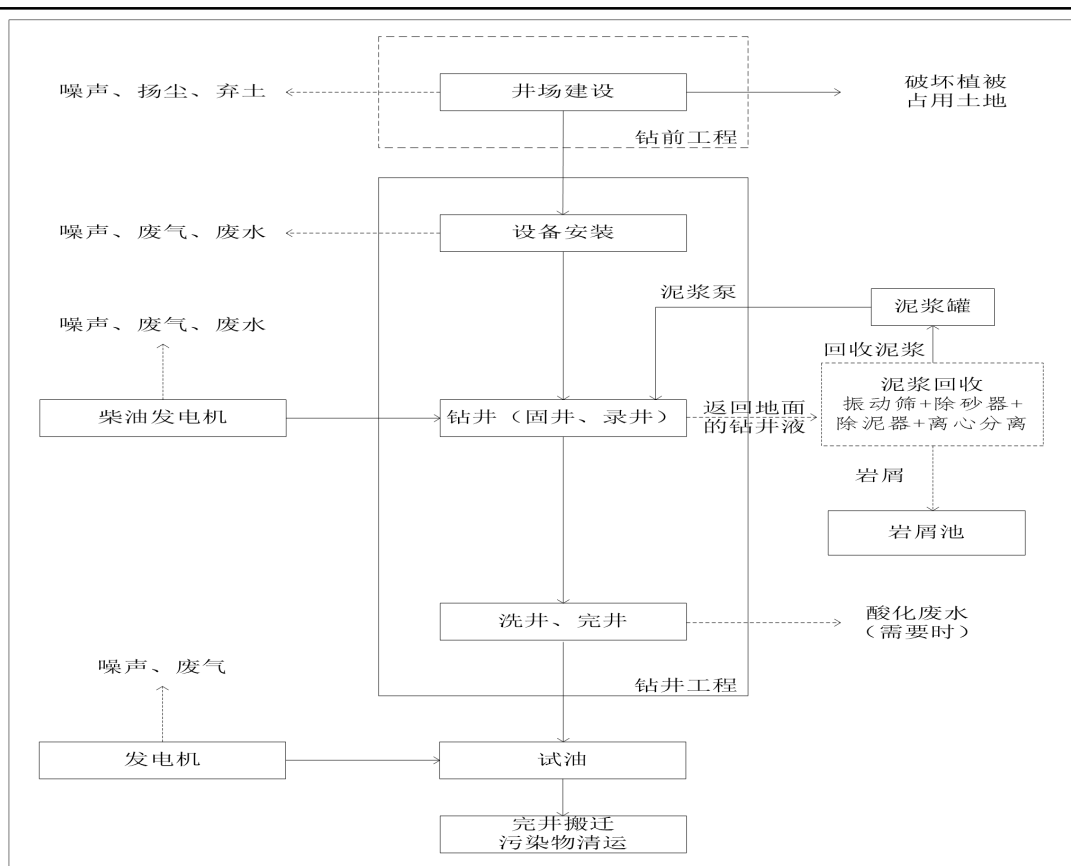 噪声、扬尘、弃土
井场建设
破坏植被
占用土地
钻前工程
噪声、废气、废水
设备安装
泥浆泵
泥浆罐
噪声、废气、废水
回收泥浆
泥浆回收
振动筛+除砂器+
除泥器+离心分离
柴油发电机
钻井（固井、录井）
返回地面
的钻井液
岩屑
岩屑池
洗井、完井
酸化废水
（需要时）
噪声、废气
钻井工程
发电机
试油
完井搬迁
污染物清运